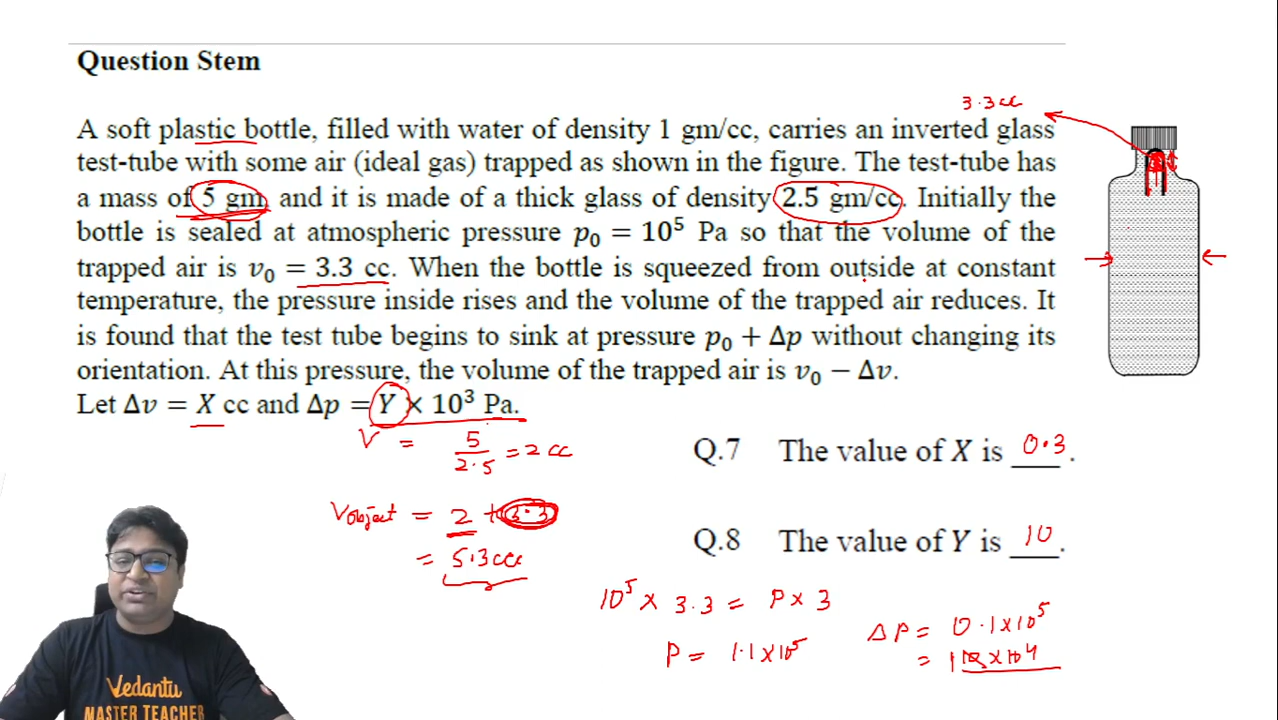 Question Stem
3.3cc
A soft plastic bottle, filled with water of density 1 gm/cc, carries an inverted glass
test-tube with some air (ideal gas) trapped as shown in the figure. The test-tube has
a mass of 5 gm, and it is made of a thick glass of density 2.5 gm/cc. Initially the
bottle is sealed at atmospheric pressure p₀ = 10⁵ Pa so that the volume of the
trapped air is v₀ = 3.3 cc. When the bottle is squeezed from outside at constant
temperature, the pressure inside rises and the volume of the trapped air reduces. It
is found that the test tube begins to sink at pressure p₀ + Δp without changing its
orientation. At this pressure, the volume of the trapped air is v₀ − Δv.
Let Δv = X cc and Δp = Y × 10³ Pa.
V = 5/2.5 = 2 cc
Q.7 The value of X is 0.3.
Vobject = 2 + 3.3
= 5.3cc
Q.8 The value of Y is 10.
10⁵ × 3.3 = P × 3
P = 1.1×10⁵
ΔP = 0.1×10⁵
Vedantu
MASTER TEACHER